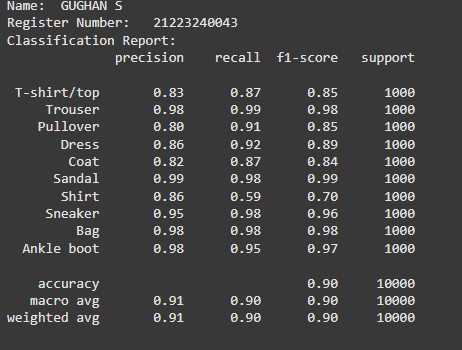 Name:  GUGHAN S
Register Number:   21223240043
Classification Report:
              precision    recall  f1-score   support

 T-shirt/top       0.83      0.87      0.85      1000
     Trouser       0.98      0.99      0.98      1000
    Pullover       0.80      0.91      0.85      1000
       Dress       0.86      0.92      0.89      1000
        Coat       0.82      0.87      0.84      1000
      Sandal       0.99      0.98      0.99      1000
       Shirt       0.86      0.59      0.70      1000
     Sneaker       0.95      0.98      0.96      1000
         Bag       0.98      0.98      0.98      1000
  Ankle boot       0.98      0.95      0.97      1000

    accuracy                           0.90     10000
   macro avg       0.91      0.90      0.90     10000
weighted avg       0.91      0.90      0.90     10000